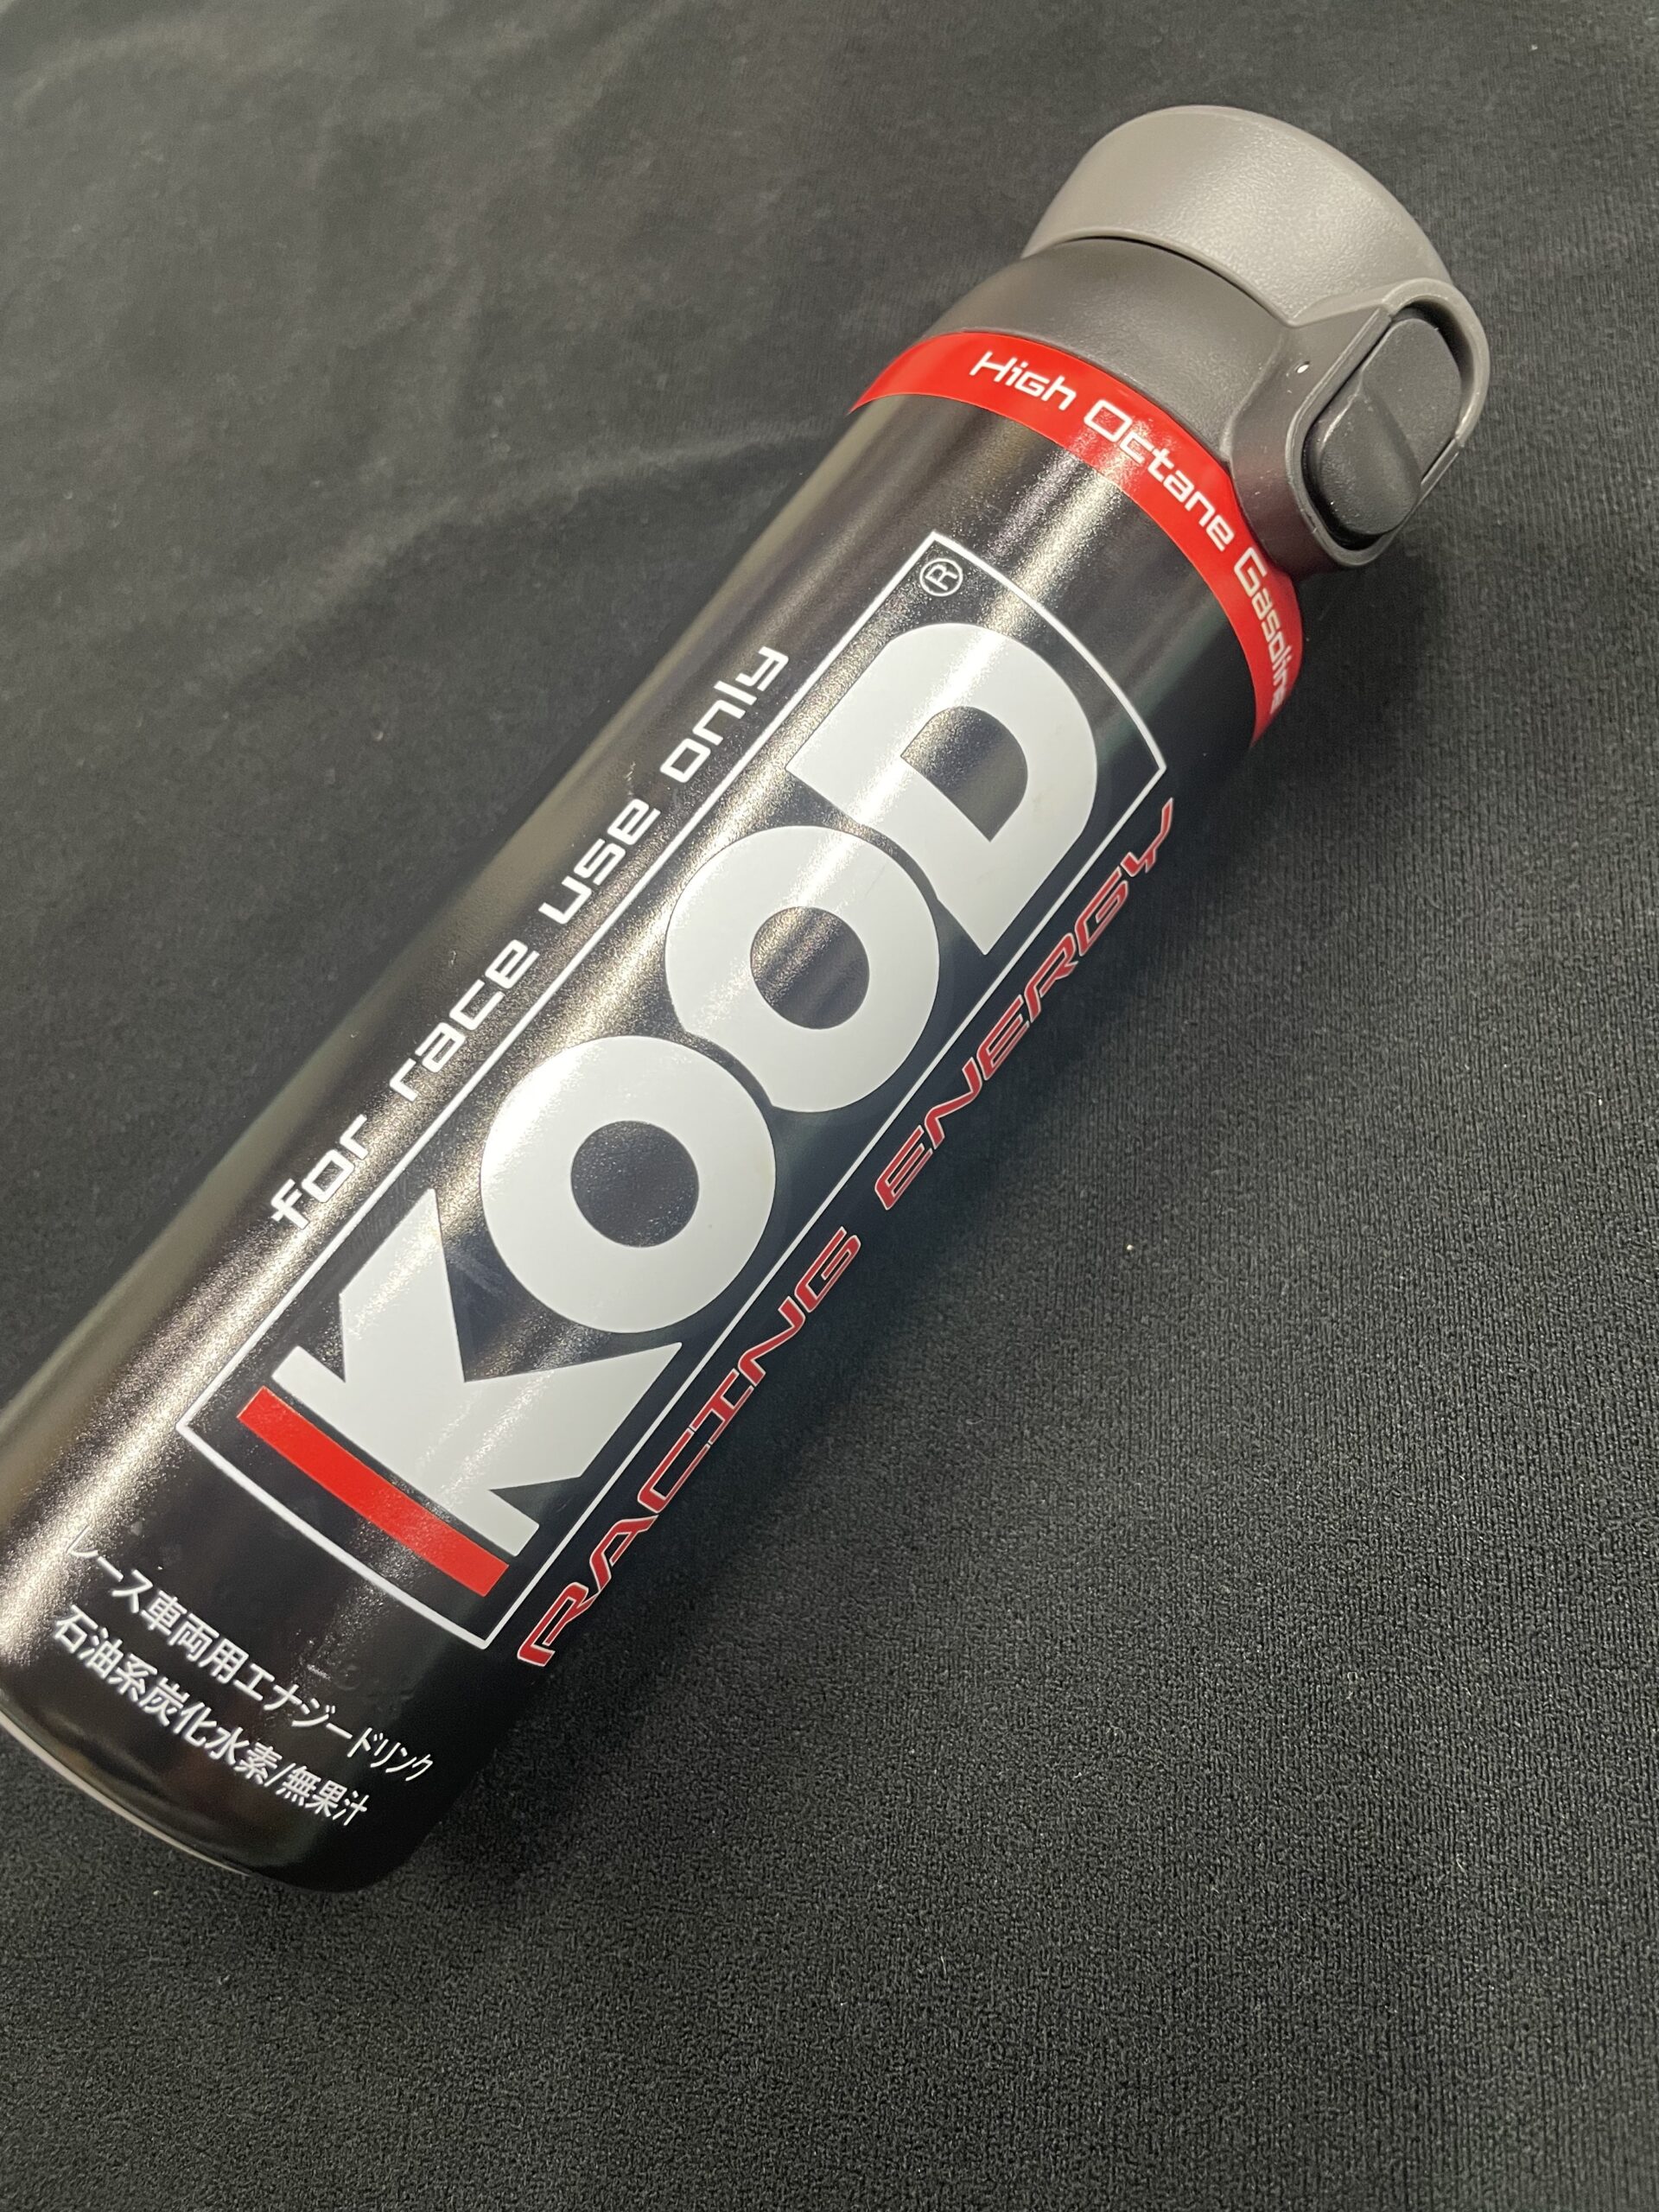 High Octane Gasoline
for race use only
KOOD®
RACING ENERGY
レース車両用エナジードリンク
石油系炭化水素/無果汁